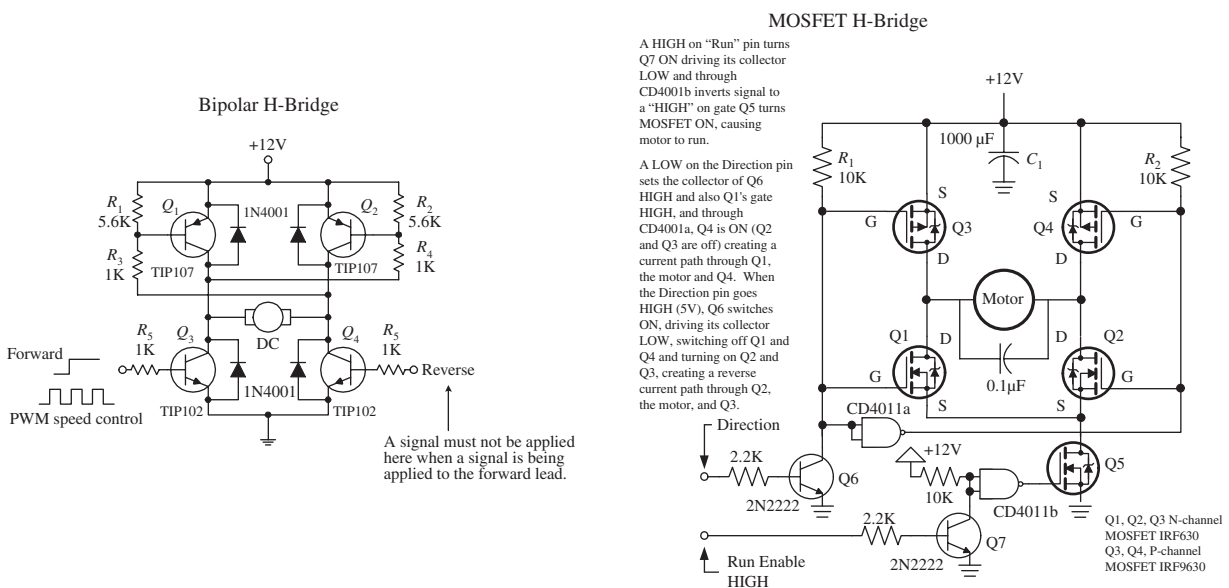 MOSFET H-Bridge
A HIGH on “Run” pin turns
Q7 ON driving its collector
LOW and through
CD4001b inverts signal to
a “HIGH” on gate Q5 turns
MOSFET ON, causing
motor to run.
A LOW on the Direction pin
sets the collector of Q6
HIGH and also Q1's gate
HIGH, and through
CD4001a, Q4 is ON (Q2
and Q3 are off) creating a
current path through Q1,
the motor and Q4. When
the Direction pin goes
HIGH (5V), Q6 switches
ON, driving its collector
LOW, switching off Q1 and
Q4 and turning on Q2 and
Q3, creating a reverse
current path through Q2,
the motor, and Q3.
Bipolar H-Bridge
+12V
R1
5.6K
Q1
1N4001
Q2
R2
5.6K
R3
1K
TIP107
TIP107
R4
1K
DC
R5
1K
Q3
Q4
R5
1K
Forward
Reverse
1N4001
PWM speed control
TIP102
TIP102
A signal must not be applied
here when a signal is being
applied to the forward lead.
+12V
1000 µF
C1
R1
10K
R2
10K
S
S
G
Q3
Q4
G
D
D
Motor
Q1
D
D
Q2
G
0.1µF
G
S
S
CD4011a
Direction
+12V
2.2K
Q6
10K
Q5
2N2222
CD4011b
2.2K
Q7
2N2222
Run Enable
HIGH
Q1, Q2, Q3 N-channel
MOSFET IRF630
Q3, Q4, P-channel
MOSFET IRF9630